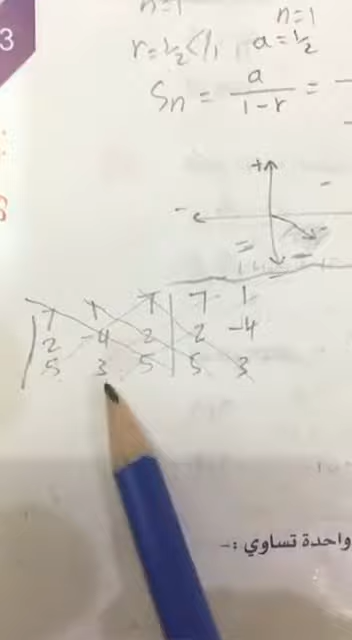 3
n=1 n=1
r=½<1, a=½
Sn = a/(1-r) =
+
-
7 1 7 | 7 1
2 -4 2 | 2 -4
5 3 5 | 5 3
واحدة تساوي :-